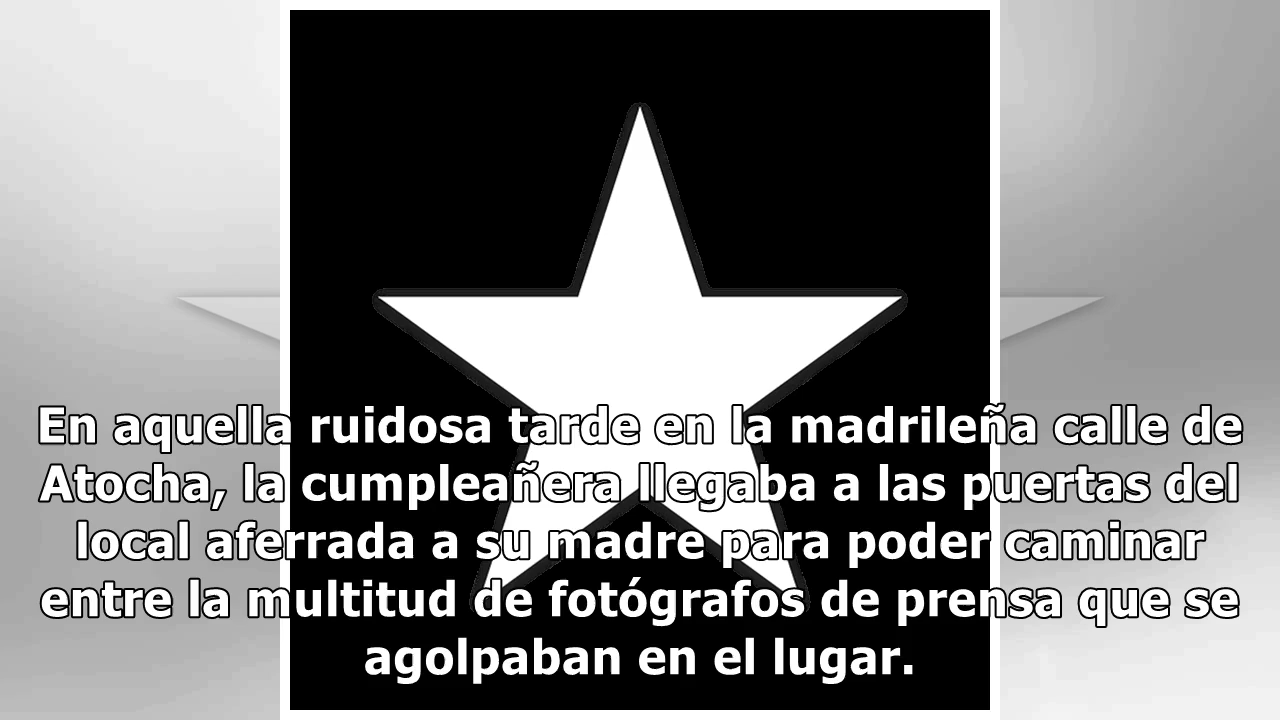 En aquella ruidosa tarde en la madrileña calle de
Atocha, la cumpleañera llegaba a las puertas del
local aferrada a su madre para poder caminar
entre la multitud de fotógrafos de prensa que se
agolpaban en el lugar.